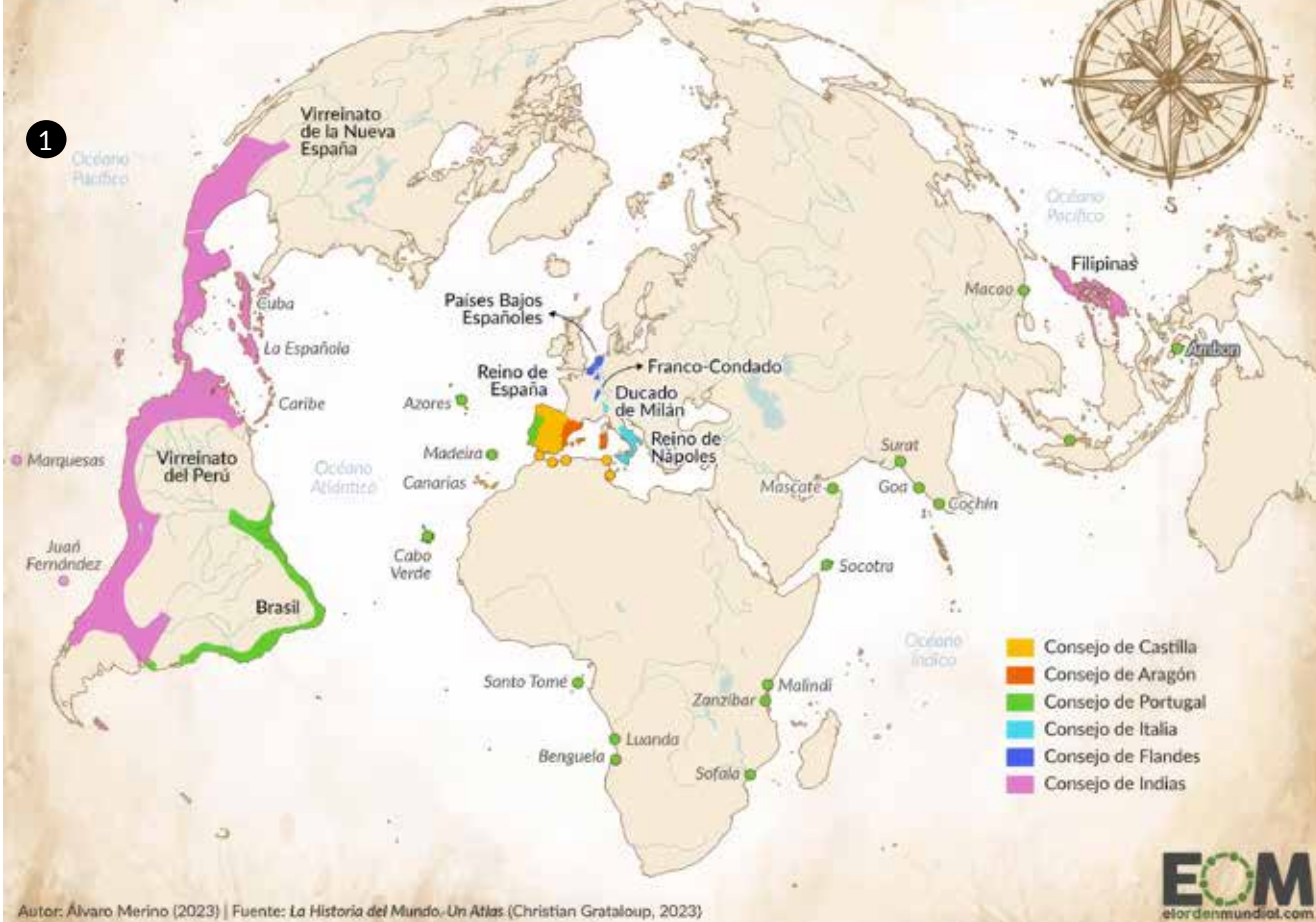 1
Océano
Pacífico
Virreinato
de la Nueva
España
W
E
S
Océano
Pacífico
Filipinas
Macao
Ámbon
Cuba
La Española
Caribe
Países Bajos
Españoles
Franco-Condado
Reino de
España
Ducado
de Milán
Reino de
Nápoles
Azores
Madeira
Canarias
Marquesas
Virreinato
del Perú
Océano
Atlántico
Surat
Mascate
Goa
Cochín
Juan
Fernández
Cabo
Verde
Socotra
Brasil
Océano
Índico
Santo Tomé
Malindi
Zanzíbar
Luanda
Benguela
Sofala
Consejo de Castilla
Consejo de Aragón
Consejo de Portugal
Consejo de Italia
Consejo de Flandes
Consejo de Indias
Autor: Álvaro Merino (2023) | Fuente: La Historia del Mundo. Un Atlas (Christian Grataloup, 2023)
EOM
elordenmundial.com